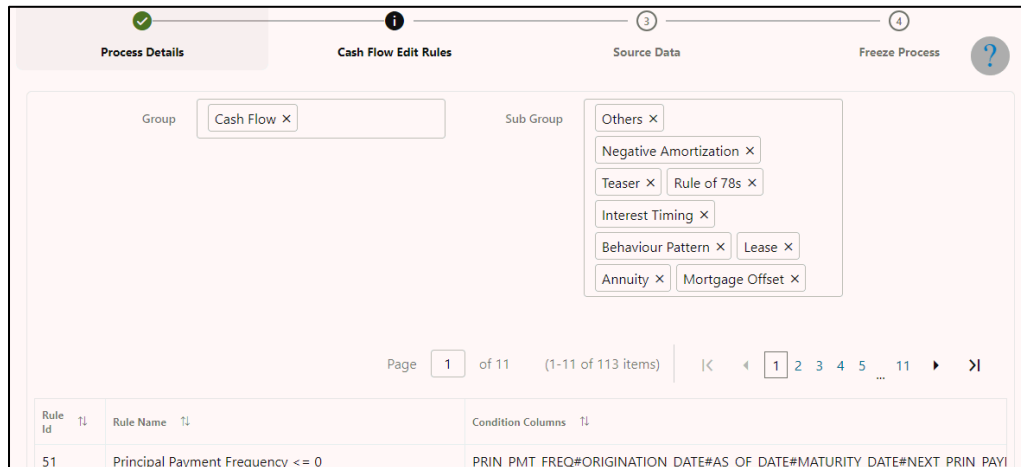 3 4
Process Details Cash Flow Edit Rules Source Data Freeze Process ?
Group Cash Flow × Sub Group Others ×
Negative Amortization ×
Teaser × Rule of 78s ×
Interest Timing ×
Behaviour Pattern × Lease ×
Annuity × Mortgage Offset ×
Page 1 of 11 (1-11 of 113 items) 1 2 3 4 5 ... 11
Rule Id Rule Name Condition Columns
51 Principal Payment Frequency <= 0 PRIN_PMT_FREQ#ORIGINATION_DATE#AS_OF_DATE#MATURITY_DATE#NEXT_PRIN_PAYI